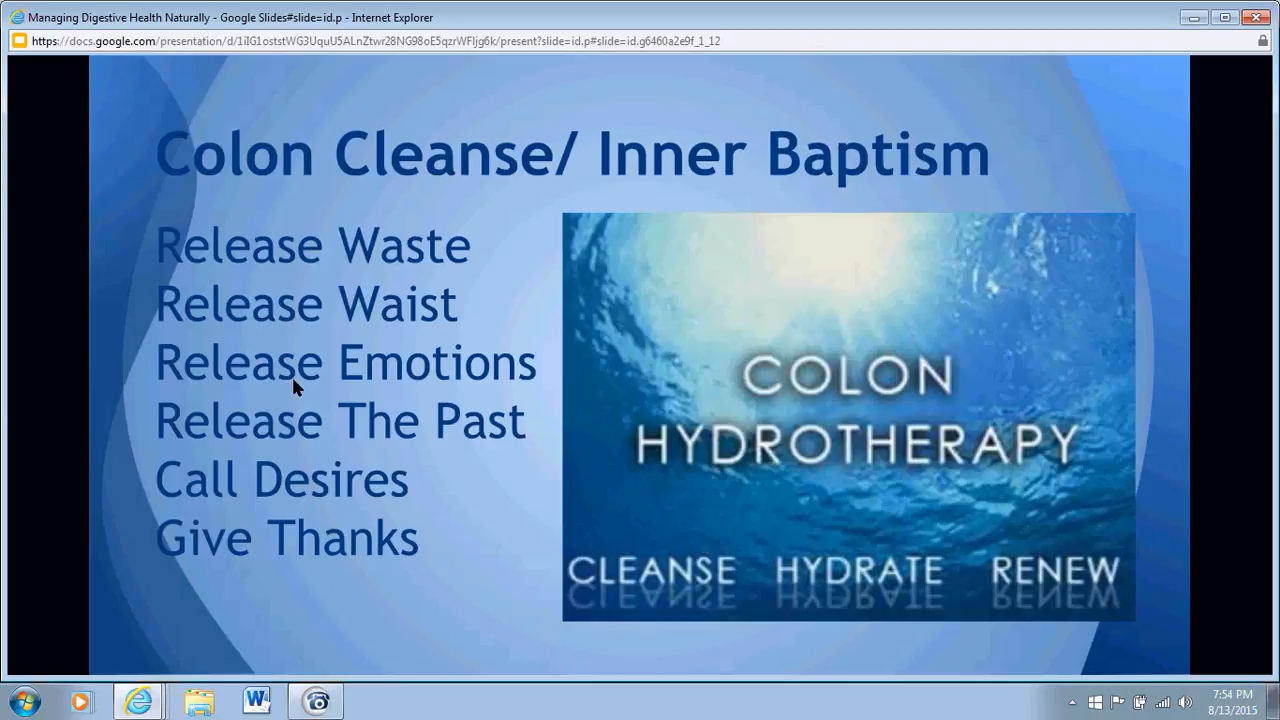 Managing Digestive Health Naturally - Google Slides#slide=id.p - Internet Explorer
https://docs.google.com/presentation/d/1iIG1oststWG3UquU5ALnZtwr28NG98oE5qzrWFIjg6k/present?slide=id.p#slide=id.g6460a2e9f_1_12
Colon Cleanse/ Inner Baptism
Release Waste
Release Waist
Release Emotions
Release The Past
Call Desires
Give Thanks
COLON
HYDROTHERAPY
CLEANSE HYDRATE RENEW
7:54 PM
8/13/2015